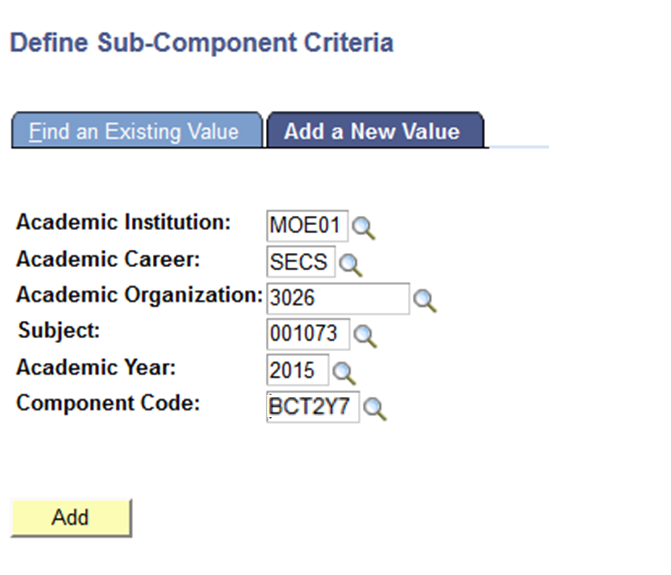 Define Sub-Component Criteria
Find an Existing Value Add a New Value
Academic Institution: MOE01
Academic Career: SECS
Academic Organization: 3026
Subject: 001073
Academic Year: 2015
Component Code: BCT2Y7
Add